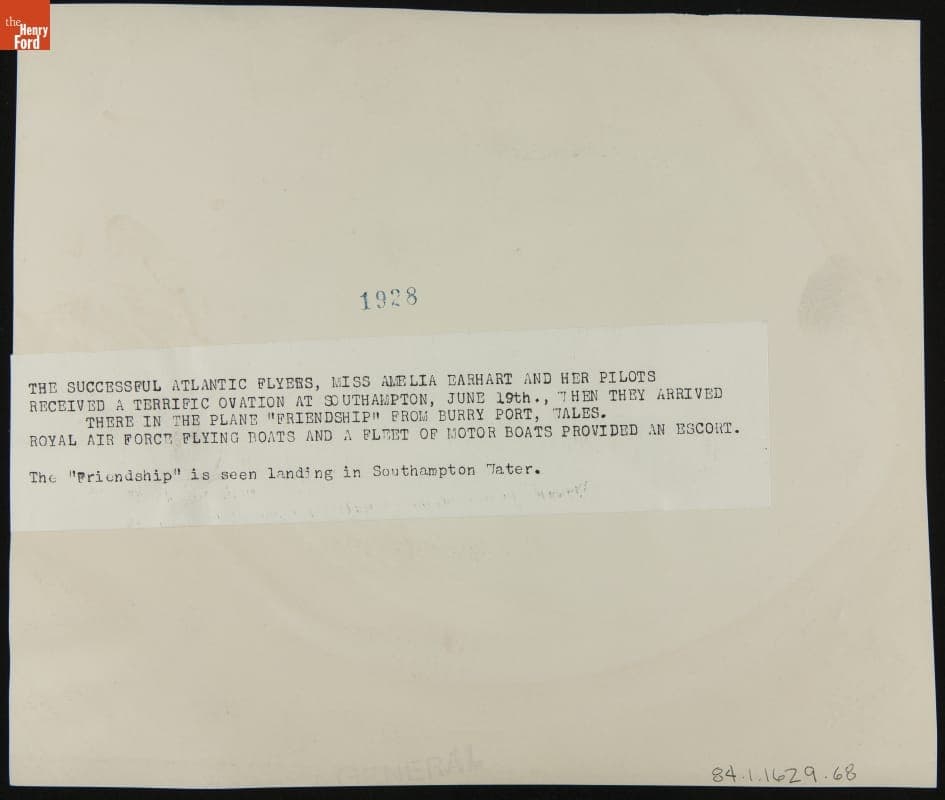 the
Henry
Ford
1928
THE SUCCESSFUL ATLANTIC FLYERS, MISS AMELIA EARHART AND HER PILOTS
RECEIVED A TERRIFIC OVATION AT SOUTHAMPTON, JUNE 19th., WHEN THEY ARRIVED
THERE IN THE PLANE "FRIENDSHIP" FROM BURRY PORT, WALES.
ROYAL AIR FORCE FLYING BOATS AND A FLEET OF MOTOR BOATS PROVIDED AN ESCORT.
The "Friendship" is seen landing in Southampton Water.
GENERAL
84.1.1629.68